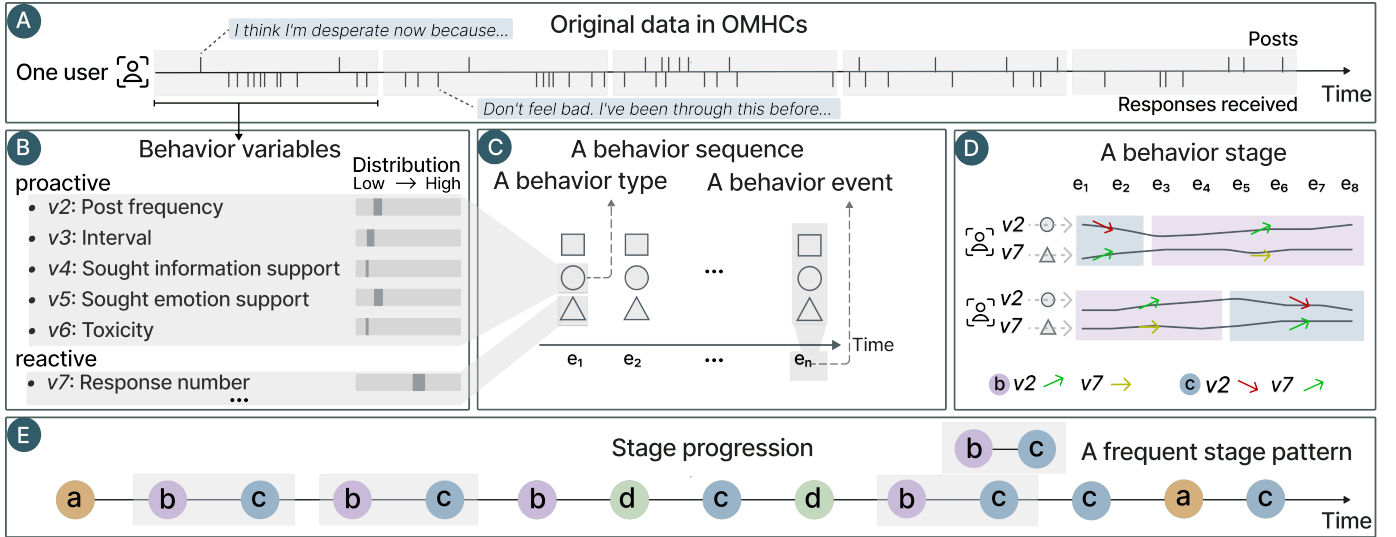 A
Original data in OMHCs
I think I'm desperate now because...
Posts
One user
Time
Don't feel bad. I've been through this before...
Responses received
B
Behavior variables
Distribution
Low → High
proactive
• v2: Post frequency
• v3: Interval
• v4: Sought information support
• v5: Sought emotion support
• v6: Toxicity
reactive
• v7: Response number
...
C
A behavior sequence
A behavior type
A behavior event
...
Time
e1 e2 ... en
D
A behavior stage
e1 e2 e3 e4 e5 e6 e7 e8
v2
v7
v2
v7
b v2 v7 c v2 v7
E
Stage progression
b c
A frequent stage pattern
a b c b c b d c d b c c a c
Time